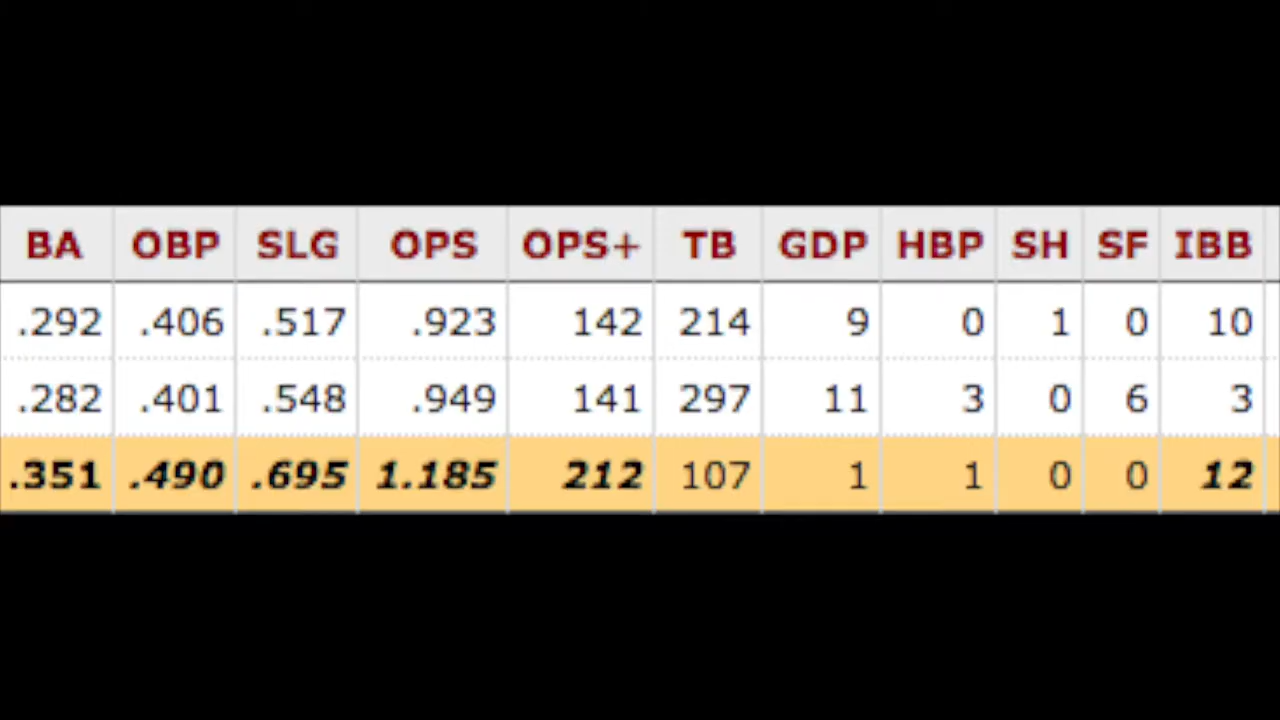 BA OBP SLG OPS OPS+ TB GDP HBP SH SF IBB
.292 .406 .517 .923 142 214 9 0 1 0 10
.282 .401 .548 .949 141 297 11 3 0 6 3
.351 .490 .695 1.185 212 107 1 1 0 0 12